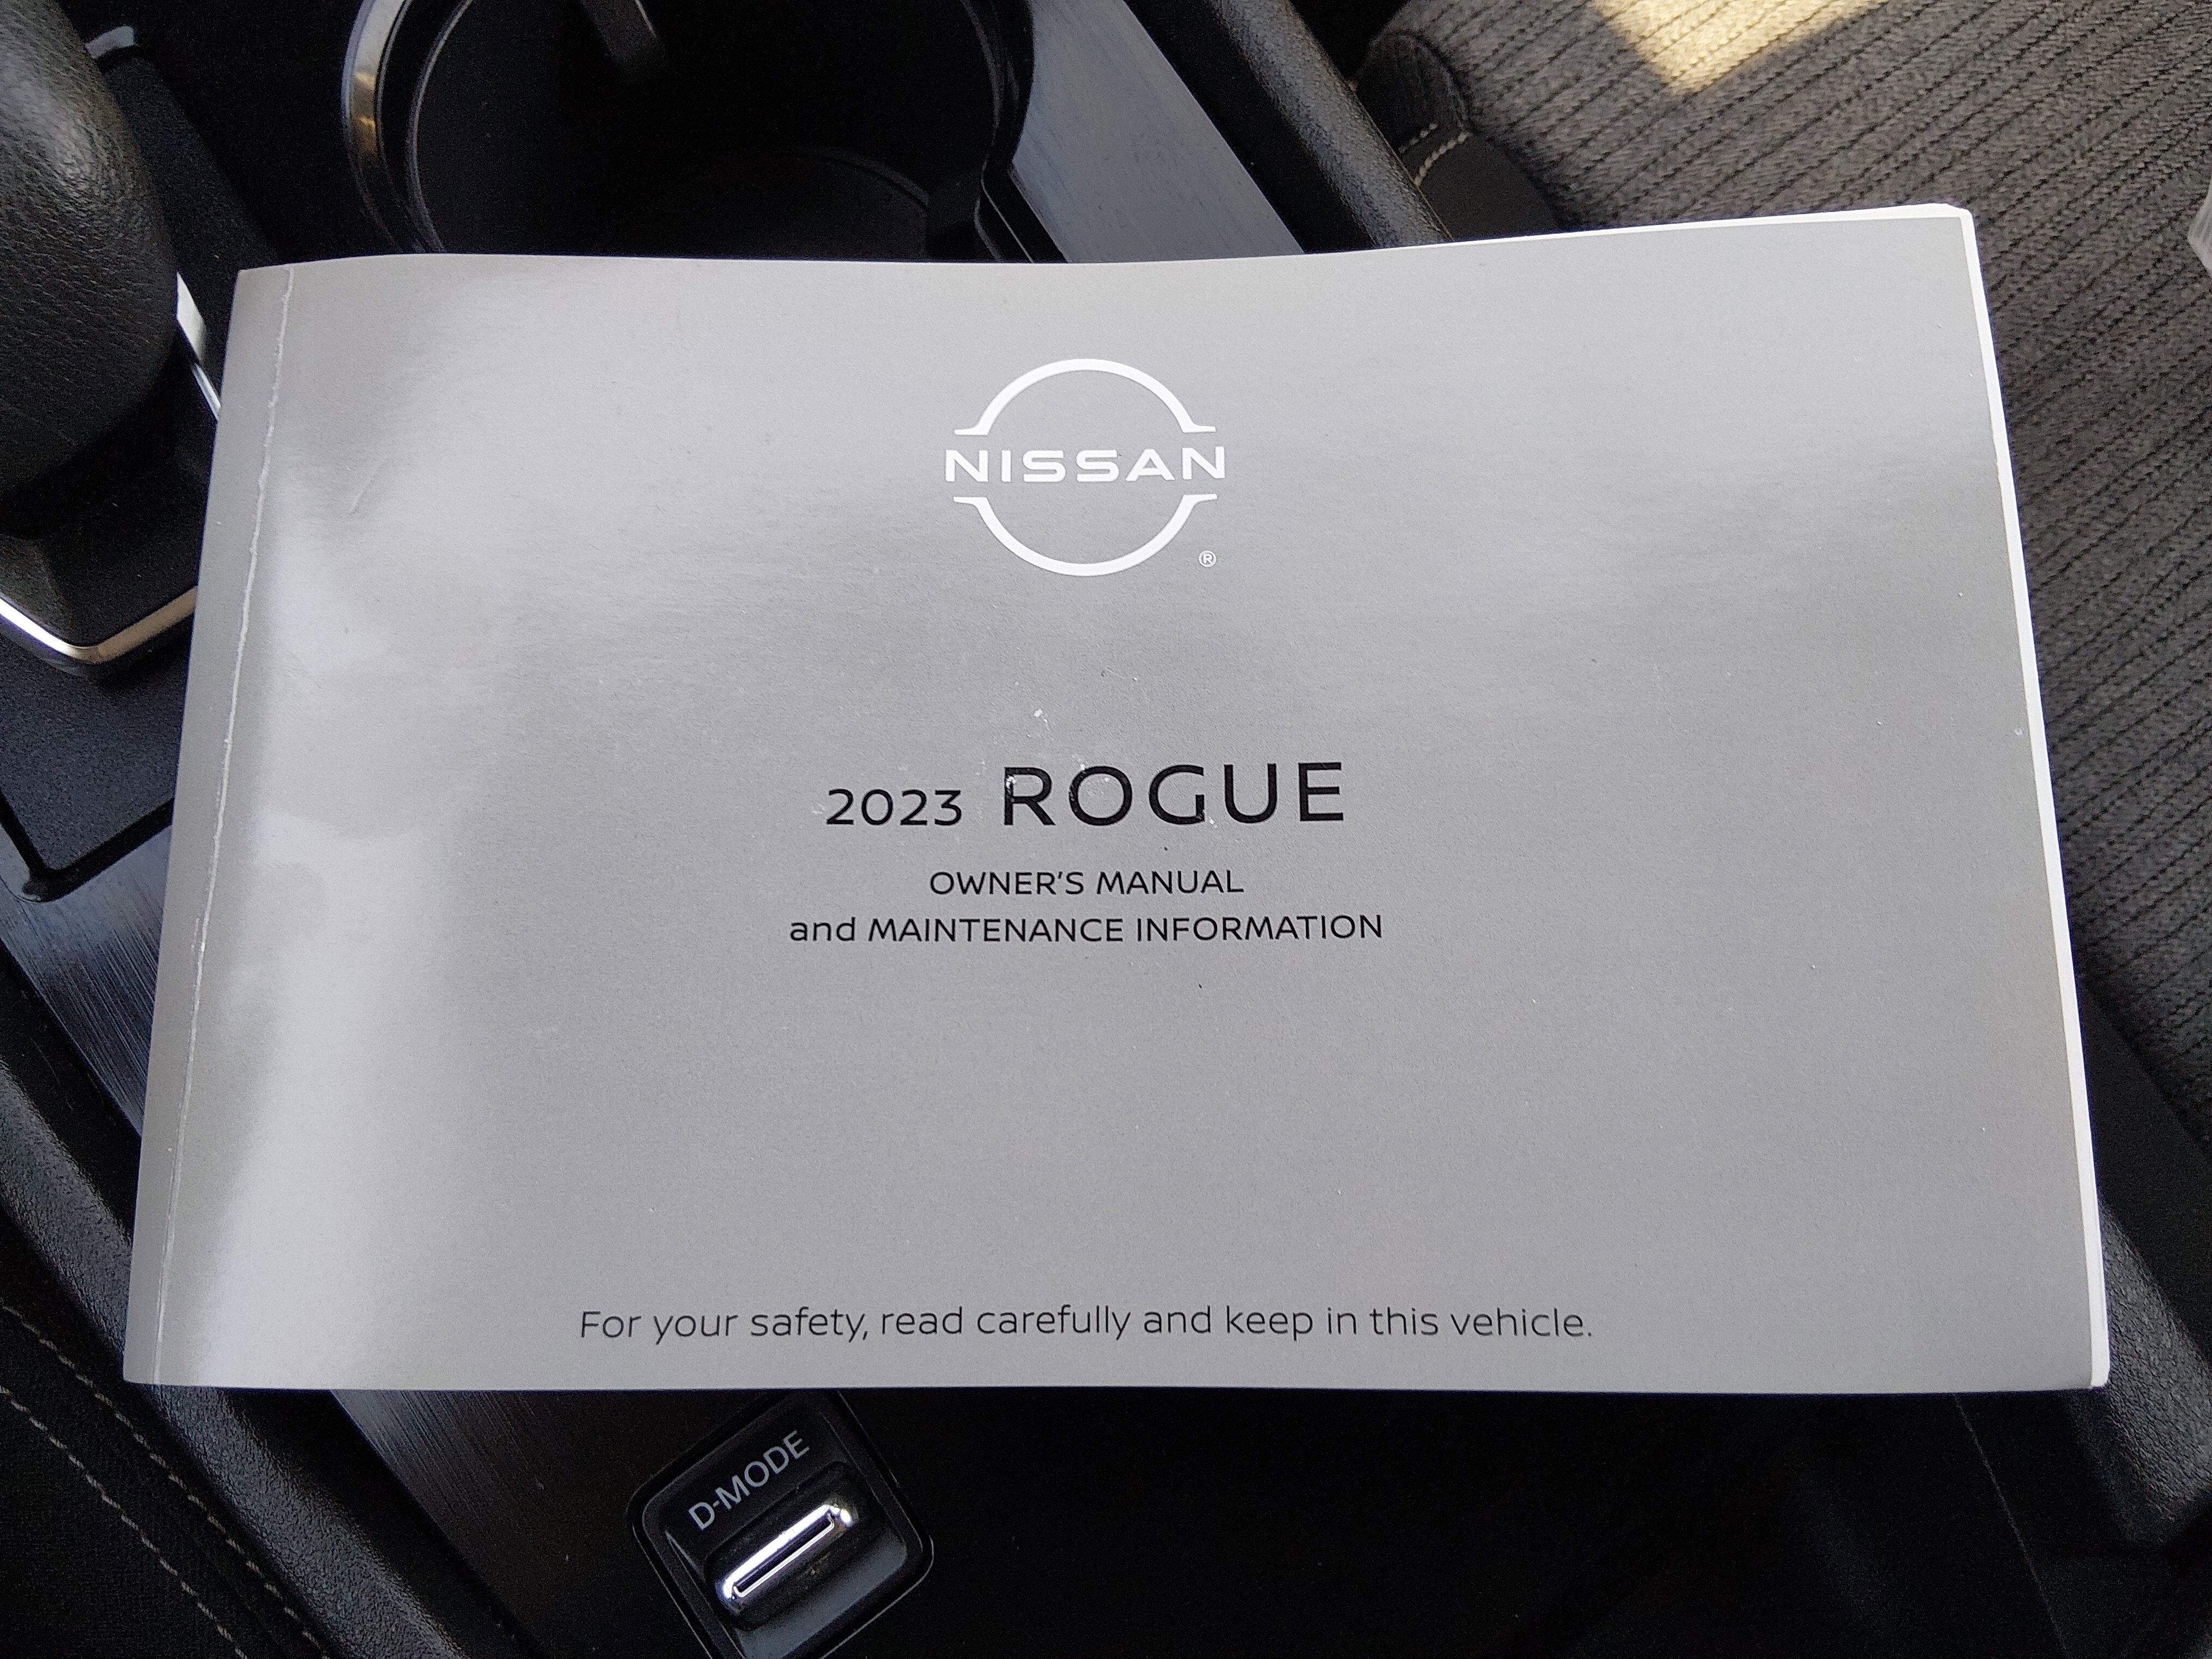 NISSAN
®
2023 ROGUE
OWNER'S MANUAL
and MAINTENANCE INFORMATION
For your safety, read carefully and keep in this vehicle.
D-MODE